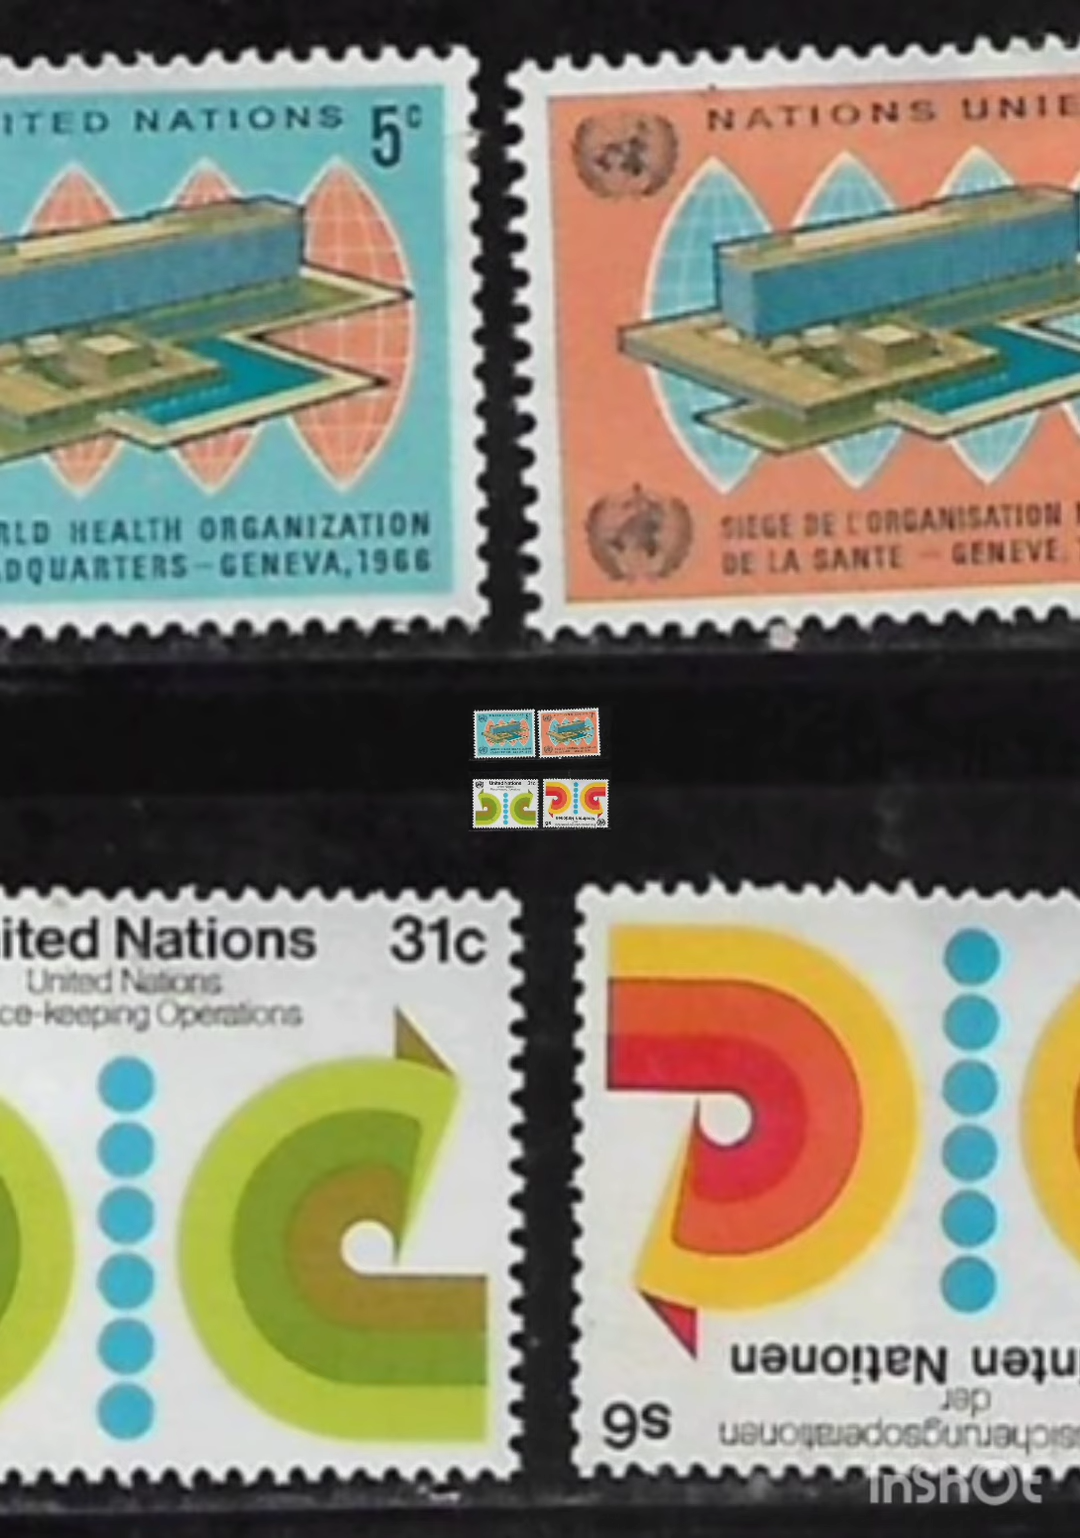 ITED NATIONS 5c
RLD HEALTH ORGANIZATION
ADQUARTERS–GENEVA, 1966
NATIONS UNIE
SIEGE DE L'ORGANISATION
DE LA SANTE – GENEVE,
ited Nations 31c
United Nations
ce-keeping Operations
nten Nationen
der
sicherungsoperationen
s6
InShOt